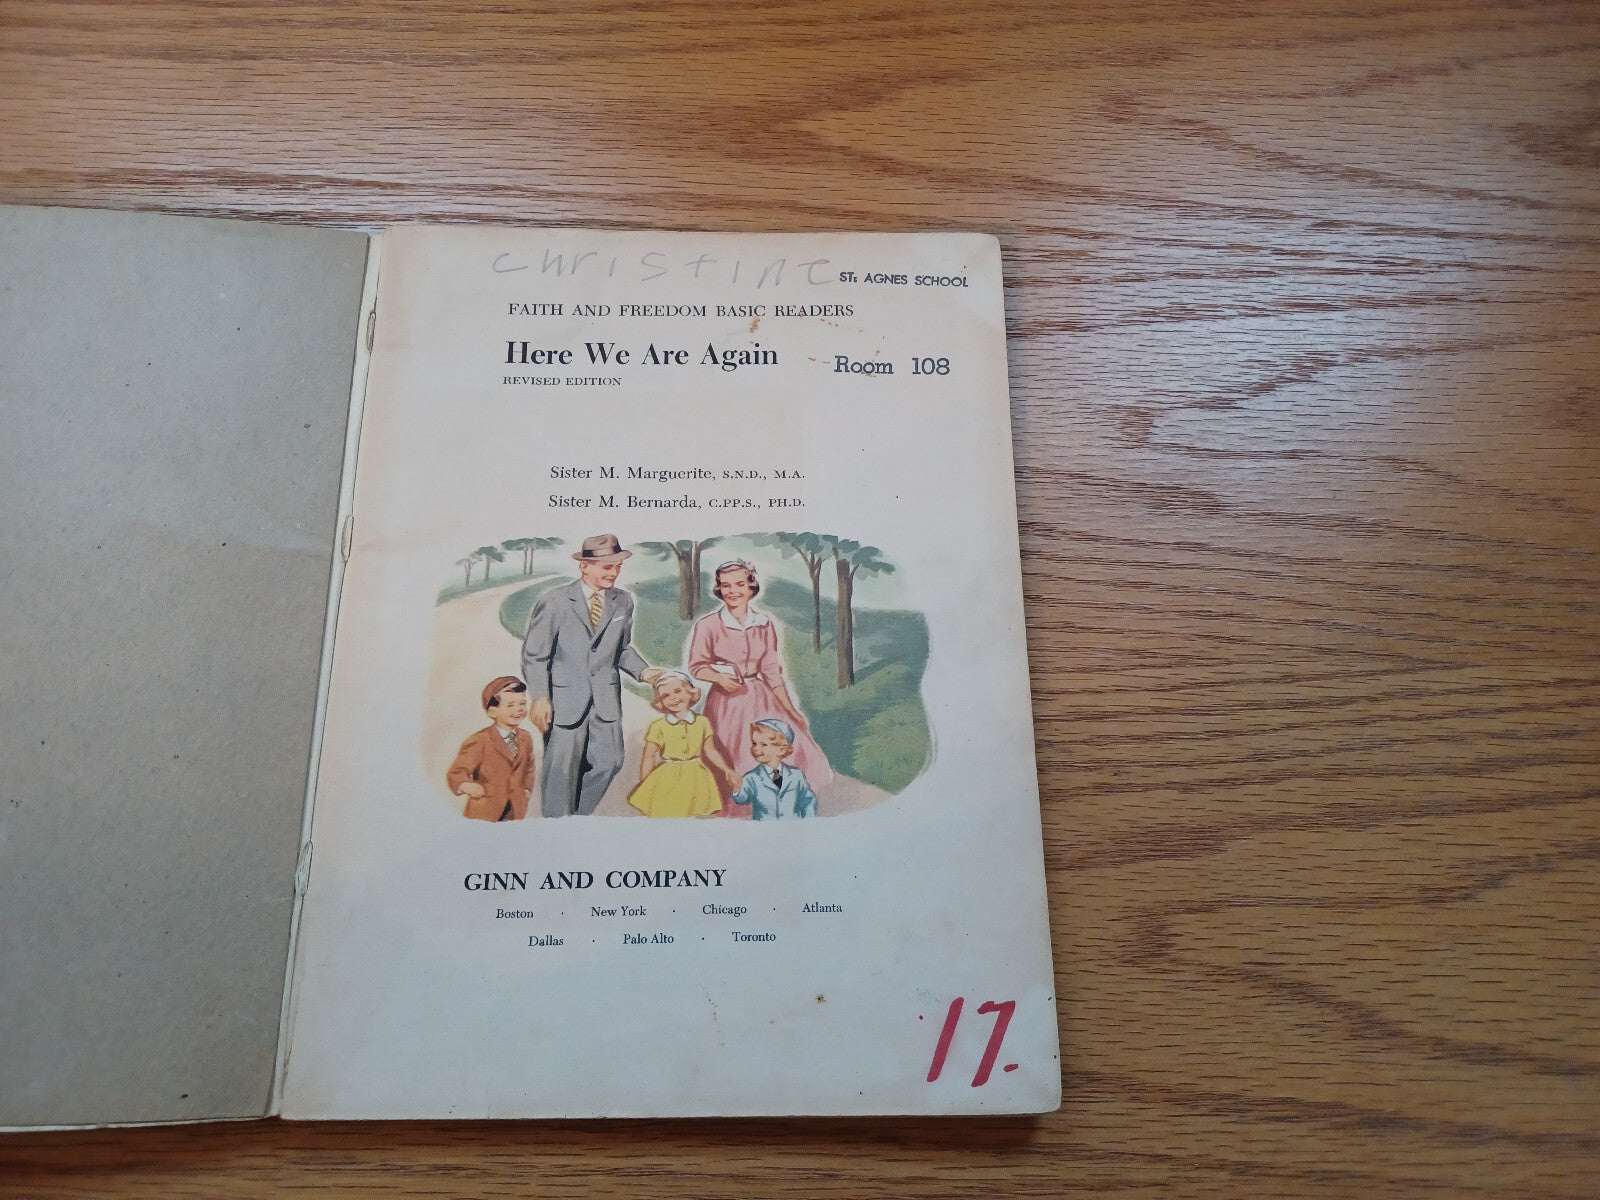 christine
ST. AGNES SCHOOL
FAITH AND FREEDOM BASIC READERS
Here We Are Again
Room 108
REVISED EDITION
Sister M. Marguerite, S.N.D., M.A.
Sister M. Bernarda, C.PP.S., PH.D.
GINN AND COMPANY
Boston · New York · Chicago · Atlanta
Dallas · Palo Alto · Toronto
17.